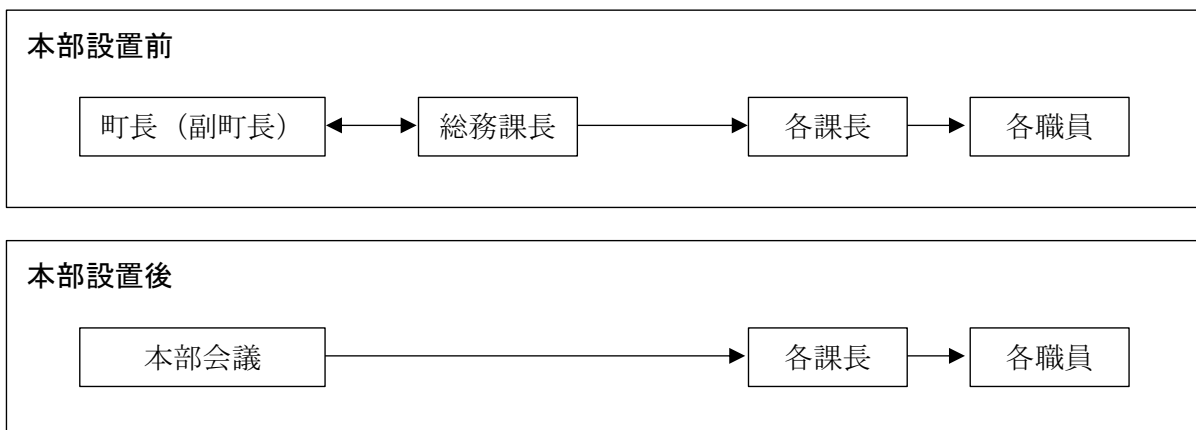 本部設置前
町長（副町長） 総務課長 各課長 各職員
本部設置後
本部会議 各課長 各職員